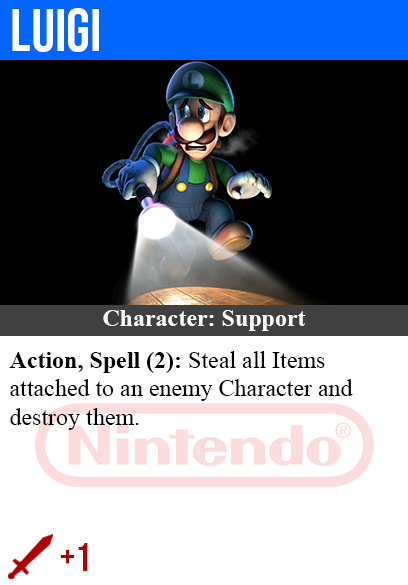 LUIGI
L
Character: Support
Action, Spell (2): Steal all Items
attached to an enemy Character and
destroy them.
Nintendo®
+1